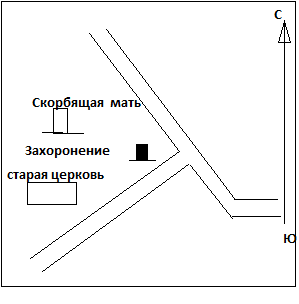 С
Скорбящая мать
Захоронение
старая церковь
Ю